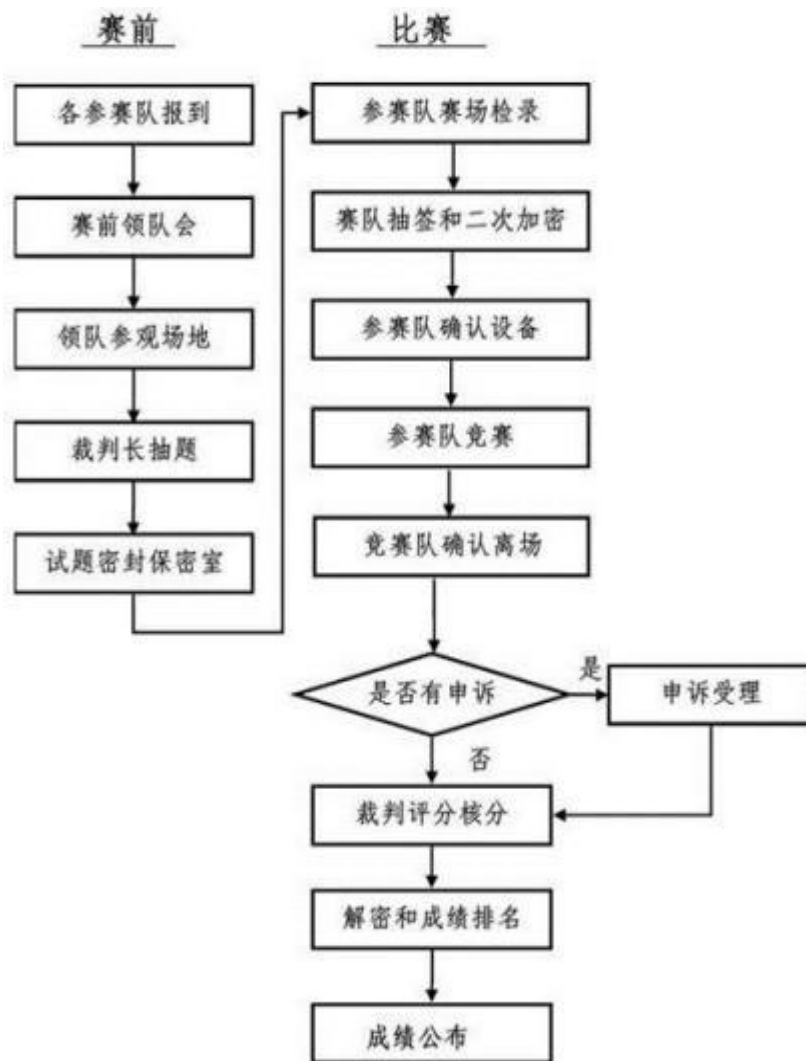 赛前
比赛
各参赛队报到
赛前领队会
领队参观场地
裁判长抽题
试题密封保密室
参赛队赛场检录
赛队抽签和二次加密
参赛队确认设备
参赛队竞赛
竞赛队确认离场
是否有申诉
是
申诉受理
否
裁判评分核分
解密和成绩排名
成绩公布